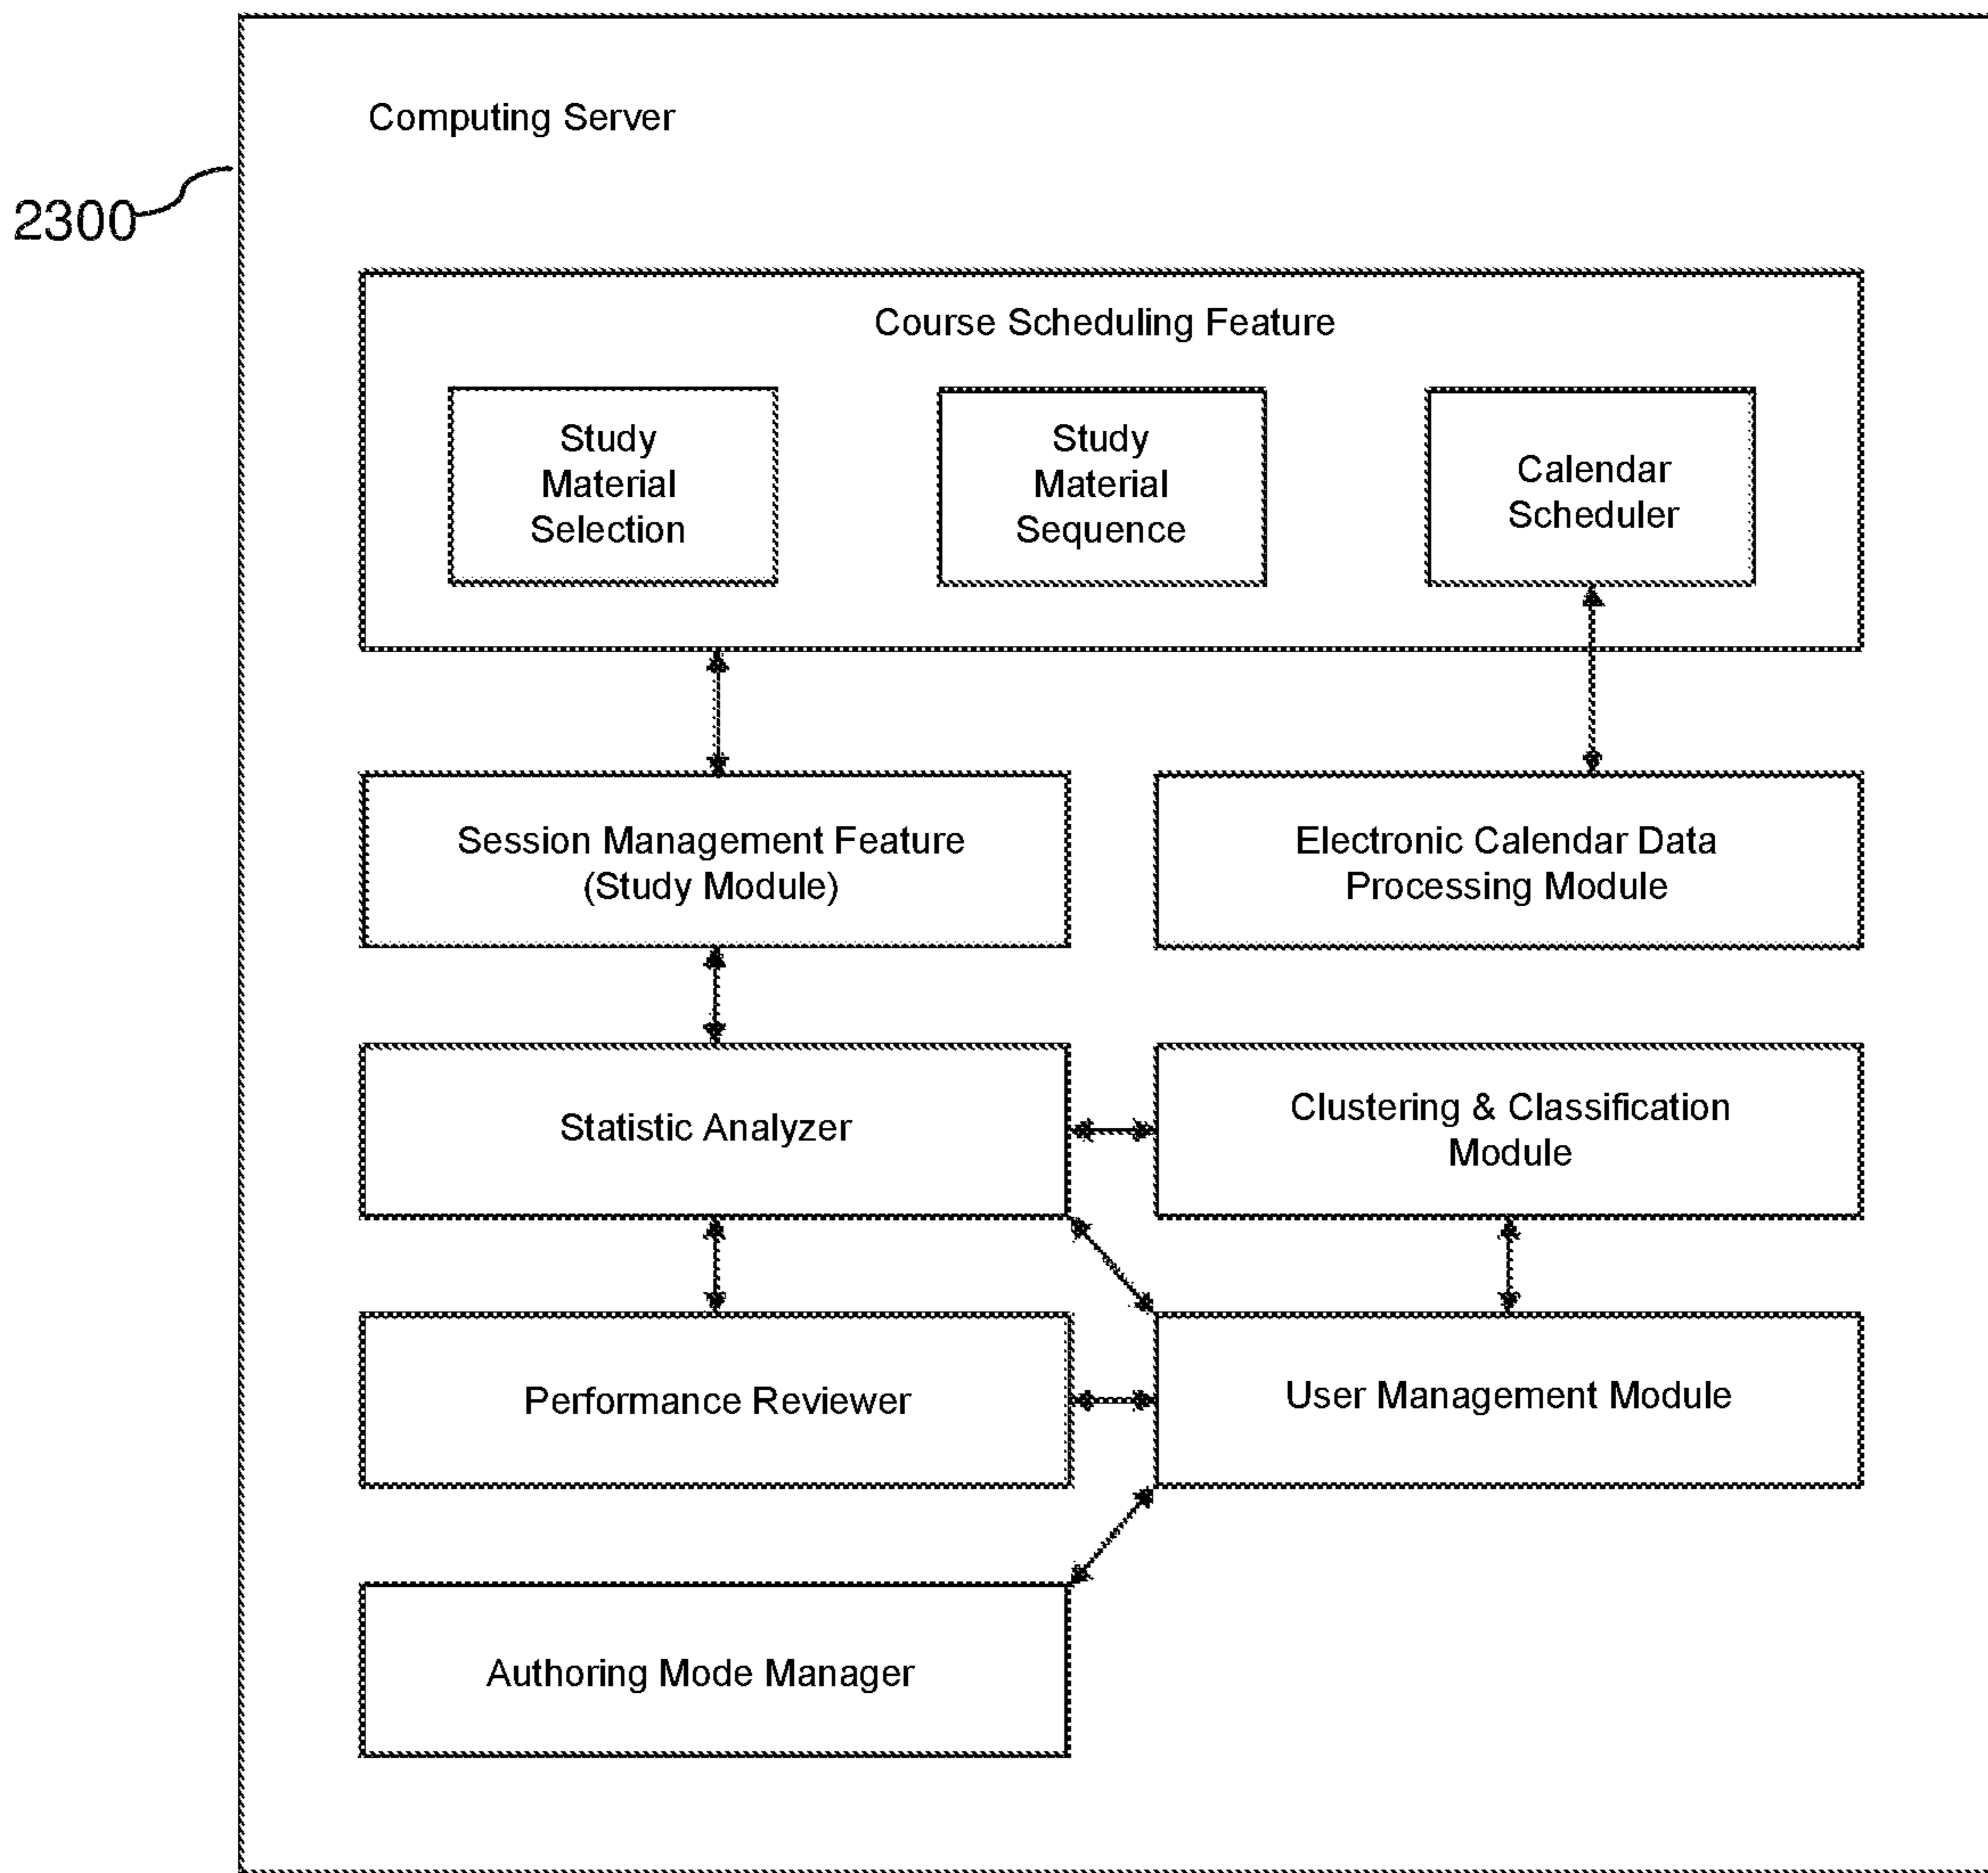 Computing Server
2300
Course Scheduling Feature
Study
Material
Selection
Study
Material
Sequence
Calendar
Scheduler
Session Management Feature
(Study Module)
Electronic Calendar Data
Processing Module
Statistic Analyzer
Clustering & Classification
Module
Performance Reviewer
User Management Module
Authoring Mode Manager